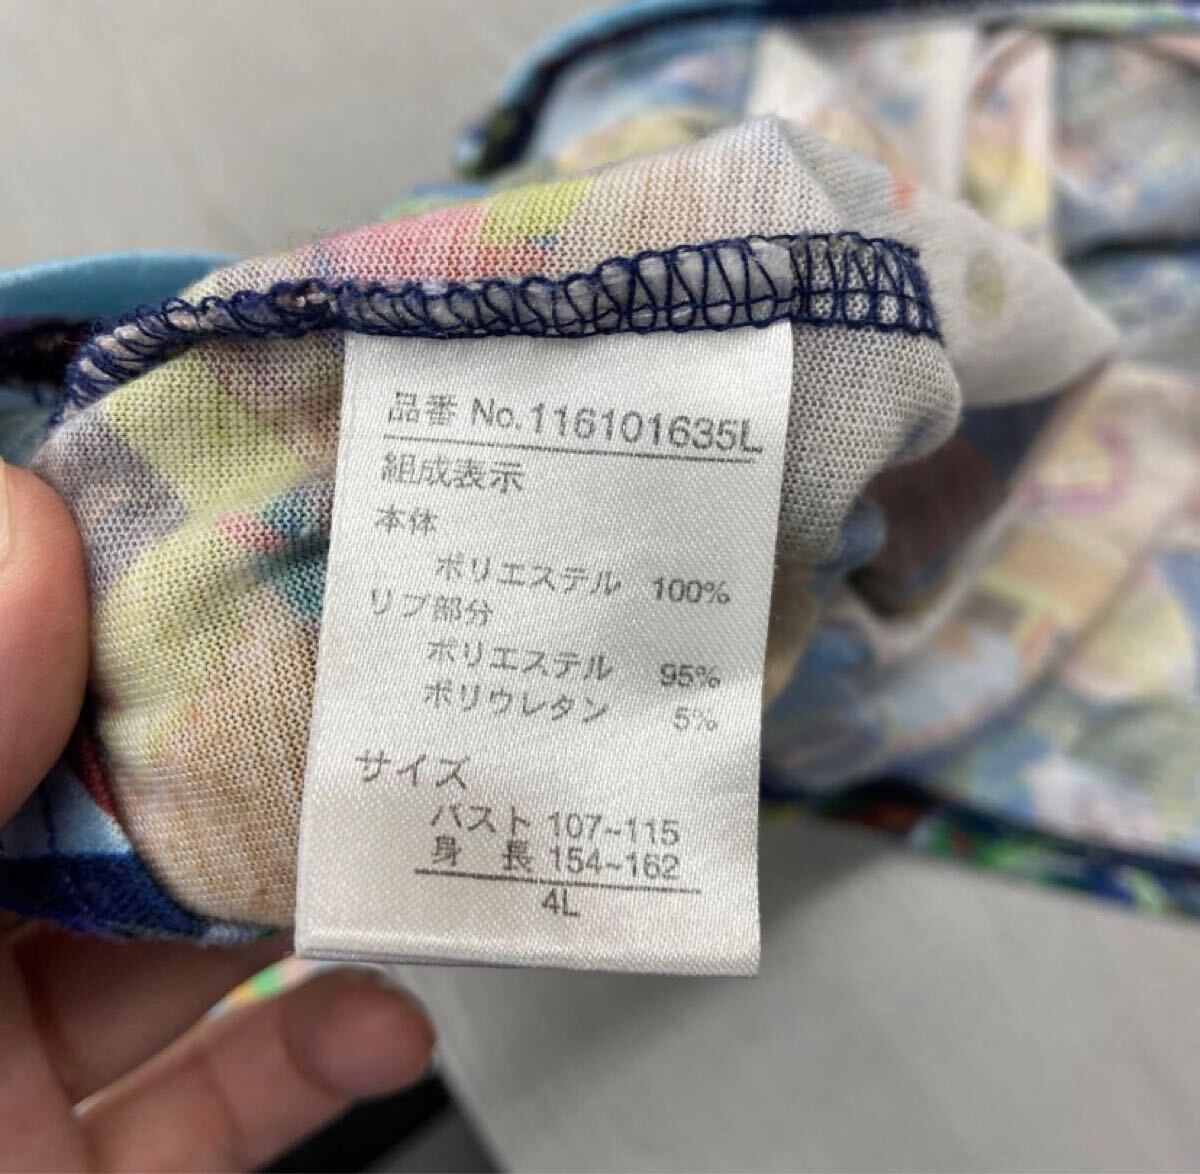 品番 No.116101635L
組成表示
本体
ポリエステル 100%
リブ部分
ポリエステル 95%
ポリウレタン 5%
サイズ
バスト 107~115
身 長 154~162
4L